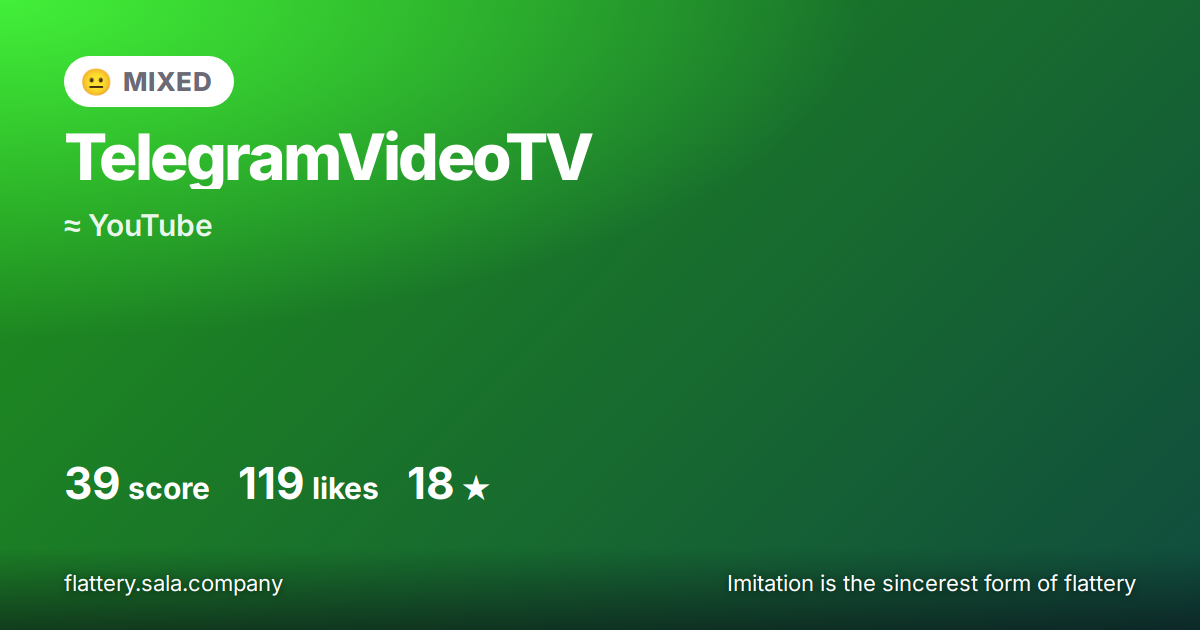 😐 MIXED
TelegramVideoTV
≈ YouTube
39 score 119 likes 18 ★
flattery.sala.company
Imitation is the sincerest form of flattery